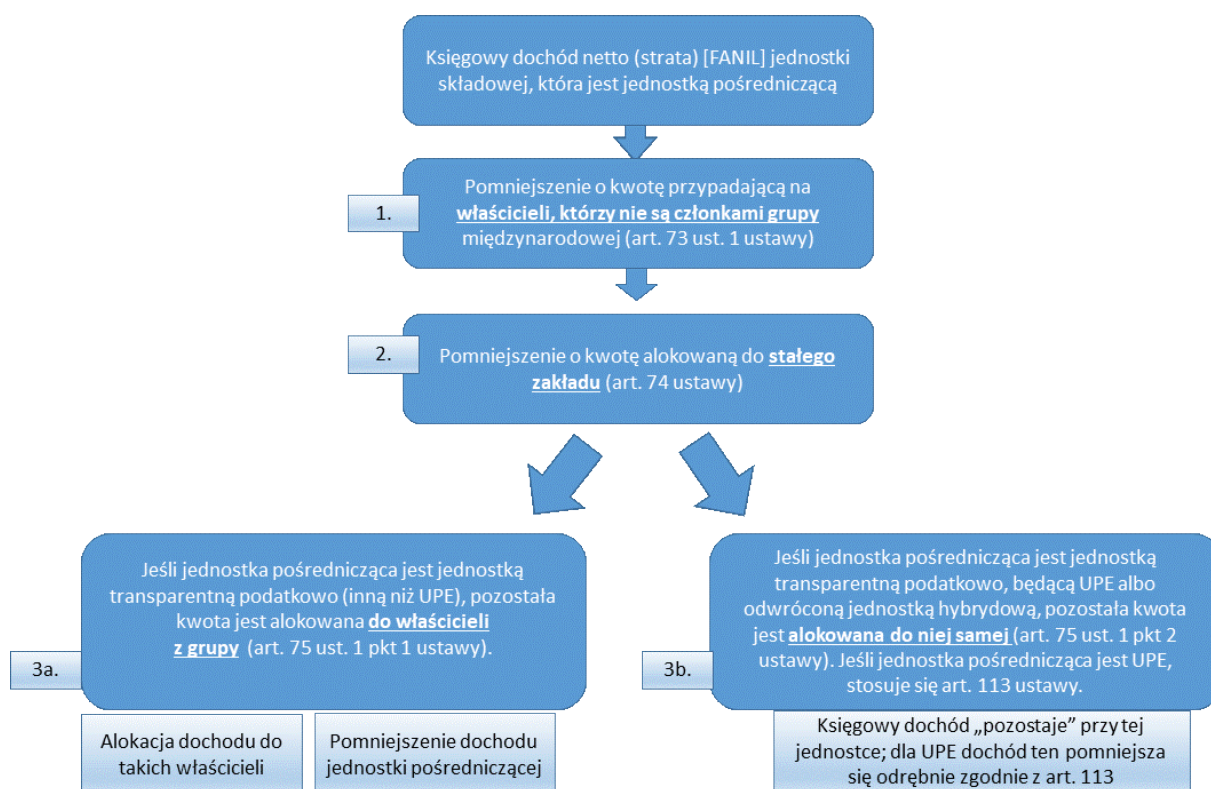 Księgowy dochód netto (strata) [FANIL] jednostki
składowej, która jest jednostką pośredniczącą
1.
Pomniejszenie o kwotę przypadającą na
właścicieli, którzy nie są członkami grupy
międzynarodowej (art. 73 ust. 1 ustawy)
2.
Pomniejszenie o kwotę alokowaną do stałego
zakładu (art. 74 ustawy)
3a.
Jeśli jednostka pośrednicząca jest jednostką
transparentną podatkowo (inną niż UPE), pozostała
kwota jest alokowana do właścicieli
z grupy (art. 75 ust. 1 pkt 1 ustawy).
Alokacja dochodu do
takich właścicieli
Pomniejszenie dochodu
jednostki pośredniczącej
3b.
Jeśli jednostka pośrednicząca jest jednostką
transparentną podatkowo, będącą UPE albo
odwróconą jednostką hybrydową, pozostała kwota
jest alokowana do niej samej (art. 75 ust. 1 pkt 2
ustawy). Jeśli jednostka pośrednicząca jest UPE,
stosuje się art. 113 ustawy.
Księgowy dochód „pozostaje” przy tej
jednostce; dla UPE dochód ten pomniejsza
się odrębnie zgodnie z art. 113